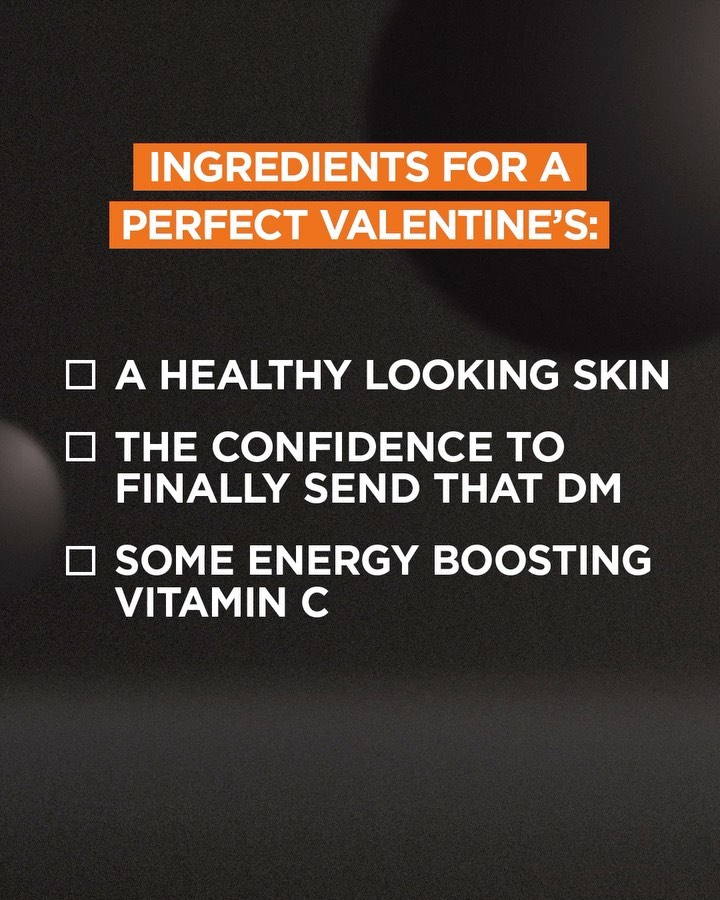 INGREDIENTS FOR A
PERFECT VALENTINE’S:
A HEALTHY LOOKING SKIN
THE CONFIDENCE TO
FINALLY SEND THAT DM
SOME ENERGY BOOSTING
VITAMIN C